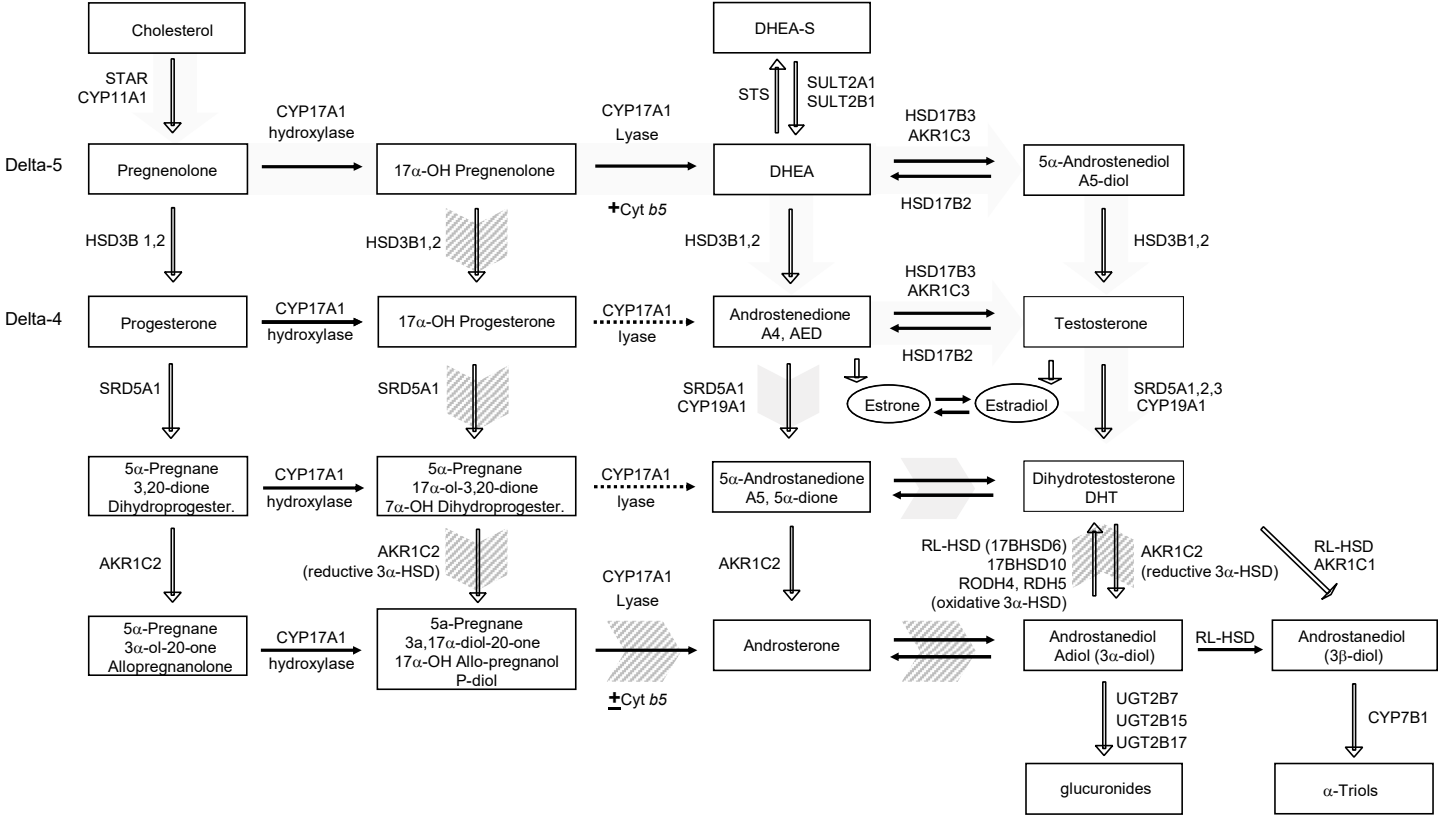 Cholesterol
DHEA-S
STAR
CYP11A1
STS
SULT2A1
SULT2B1
CYP17A1
hydroxylase
CYP17A1
Lyase
HSD17B3
AKR1C3
Delta-5
Pregnenolone
17α-OH Pregnenolone
DHEA
5α-Androstenediol
A5-diol
+Cyt b5
HSD17B2
HSD3B 1,2
HSD3B1,2
HSD3B1,2
HSD3B1,2
HSD17B3
AKR1C3
Delta-4
Progesterone
CYP17A1
hydroxylase
17α-OH Progesterone
CYP17A1
lyase
Androstenedione
A4, AED
Testosterone
HSD17B2
SRD5A1
SRD5A1
SRD5A1
CYP19A1
Estrone
Estradiol
SRD5A1,2,3
CYP19A1
5α-Pregnane
3,20-dione
Dihydroprogester.
CYP17A1
hydroxylase
5α-Pregnane
17α-ol-3,20-dione
7α-OH Dihydroprogester.
CYP17A1
lyase
5α-Androstanedione
A5, 5α-dione
Dihydrotestosterone
DHT
AKR1C2
AKR1C2
(reductive 3α-HSD)
CYP17A1
Lyase
AKR1C2
RL-HSD (17BHSD6)
17BHSD10
RODH4, RDH5
(oxidative 3α-HSD)
AKR1C2
(reductive 3α-HSD)
RL-HSD
AKR1C1
5α-Pregnane
3α-ol-20-one
Allopregnanolone
CYP17A1
hydroxylase
5a-Pregnane
3a,17α-diol-20-one
17α-OH Allo-pregnanol
P-diol
±Cyt b5
Androsterone
Androstanediol
Adiol (3α-diol)
RL-HSD
Androstanediol
(3β-diol)
UGT2B7
UGT2B15
UGT2B17
CYP7B1
glucuronides
α-Triols